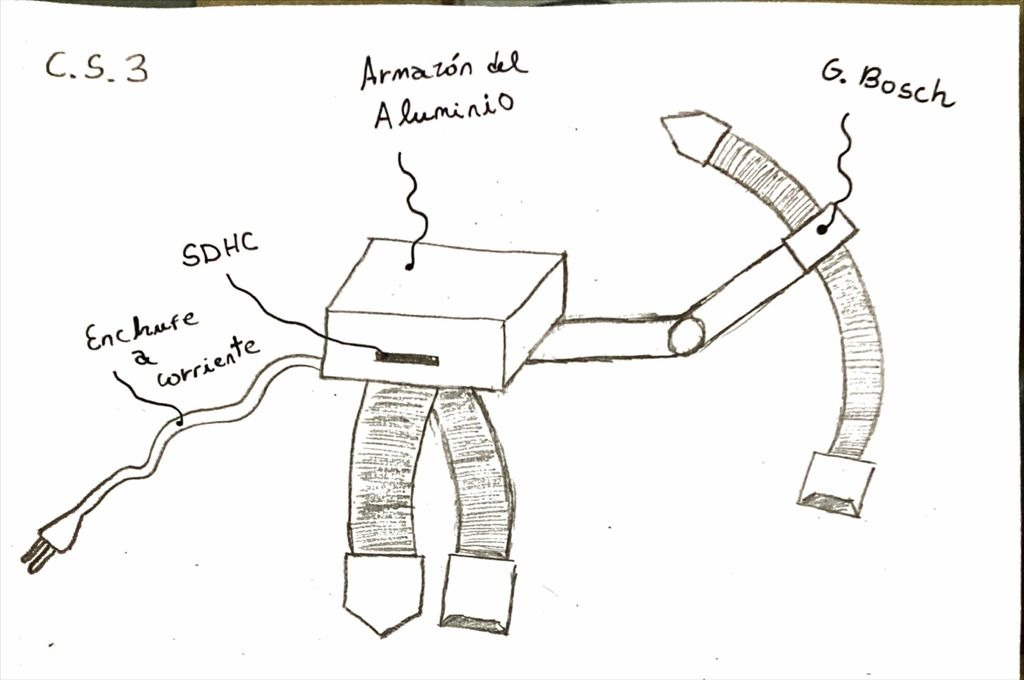 C.S.3
Armazón del
Aluminio
G. Bosch
SDHC
Enchufe
a
corriente